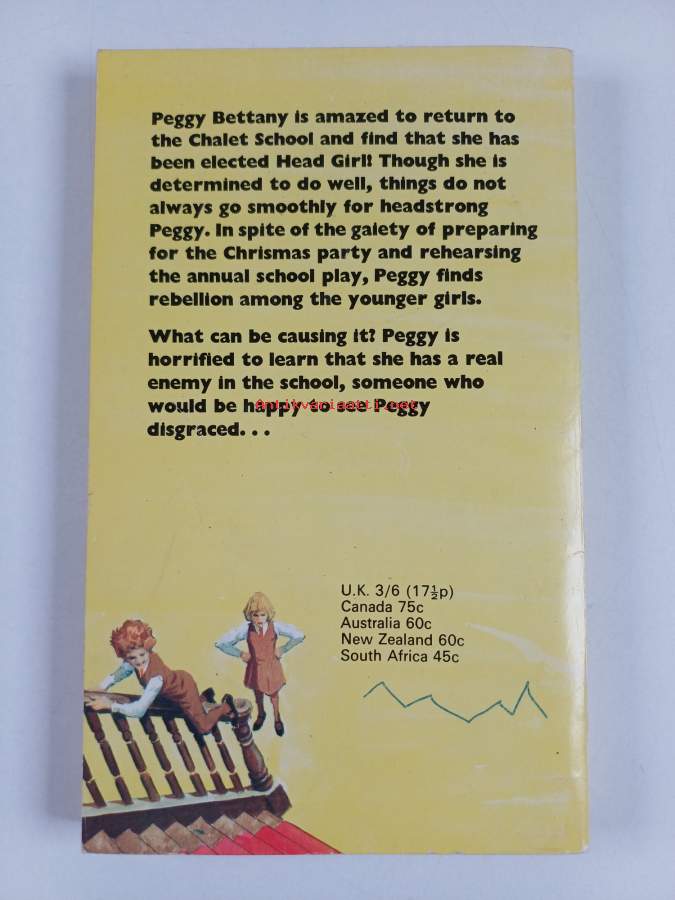 Peggy Bettany is amazed to return to
the Chalet School and find that she has
been elected Head Girl! Though she is
determined to do well, things do not
always go smoothly for headstrong
Peggy. In spite of the gaiety of preparing
for the Chrismas party and rehearsing
the annual school play, Peggy finds
rebellion among the younger girls.
What can be causing it? Peggy is
horrified to learn that she has a real
enemy in the school, someone who
would be happy to see Peggy
Antikvariaatti.net
disgraced. . .
U.K. 3/6 (17½p)
Canada 75c
Australia 60c
New Zealand 60c
South Africa 45c